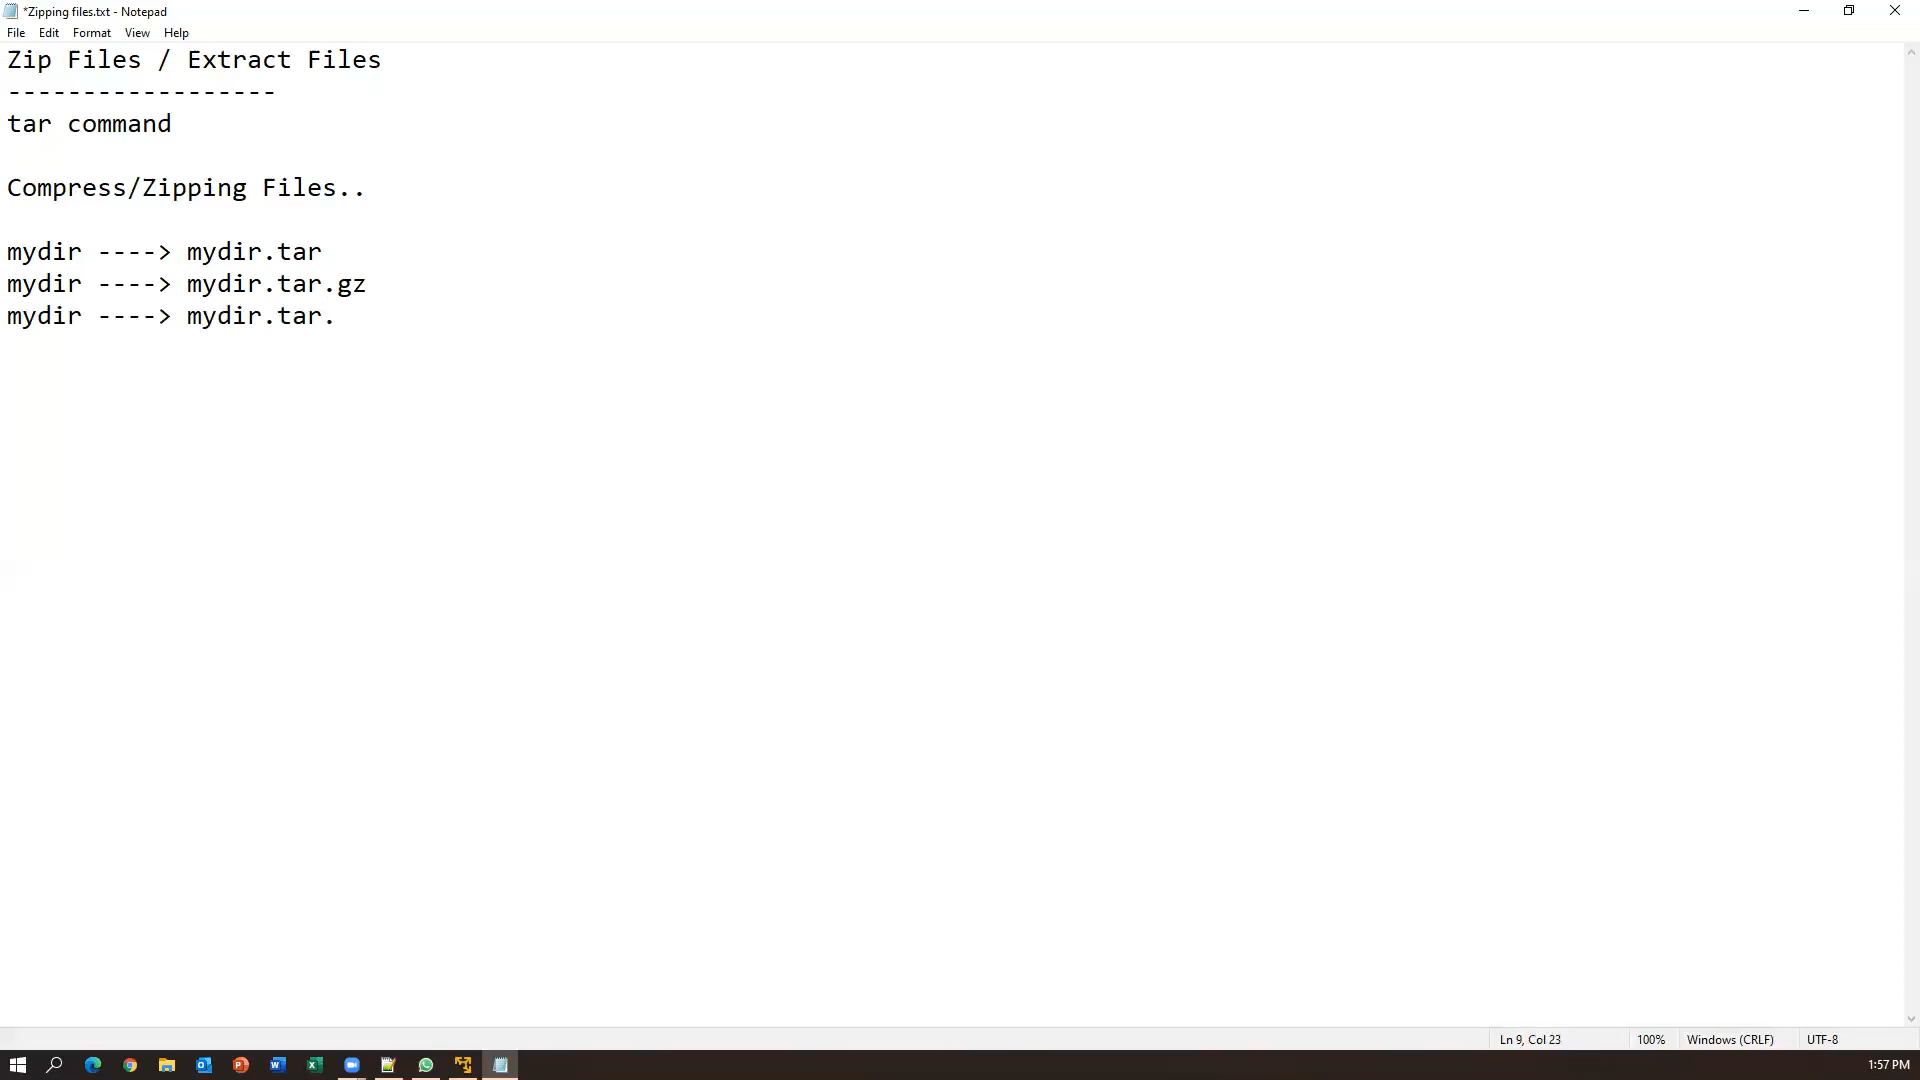 *Zipping files.txt - Notepad
File Edit Format View Help
Zip Files / Extract Files
------------------
tar command
Compress/Zipping Files..
mydir ----> mydir.tar
mydir ----> mydir.tar.gz
mydir ----> mydir.tar.
Ln 9, Col 23 100% Windows (CRLF) UTF-8
1:57 PM